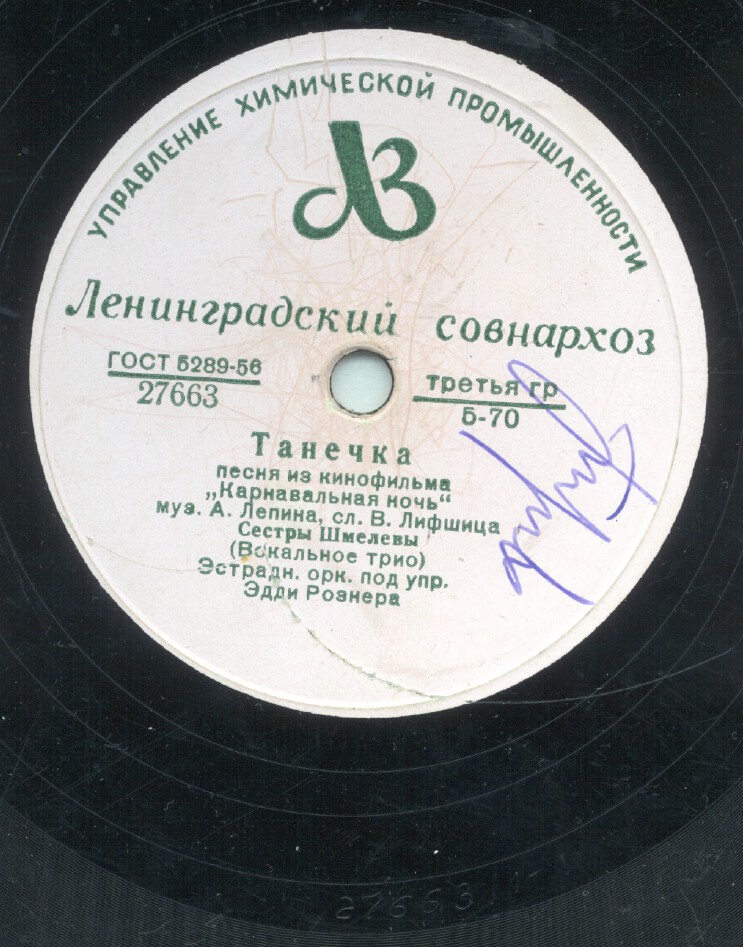 УПРАВЛЕНИЕ ХИМИЧЕСКОЙ ПРОМЫШЛЕННОСТИ
ЛЗ
Ленинградский совнархоз
ГОСТ 5289-56
27663
третья гр
5-70
Танечка
песня из кинофильма
„Карнавальная ночь“
муз. А. Лепина, сл. В. Лифшица
Сестры Шмелевы
(Вокальное трио)
Эстрадн. орк. под упр.
Эдди Рознера
27663